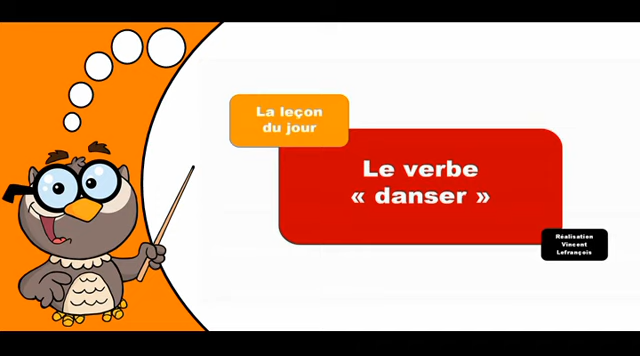 La leçon
du jour
Le verbe
« danser »
Réalisation
Vincent
Lefrançois